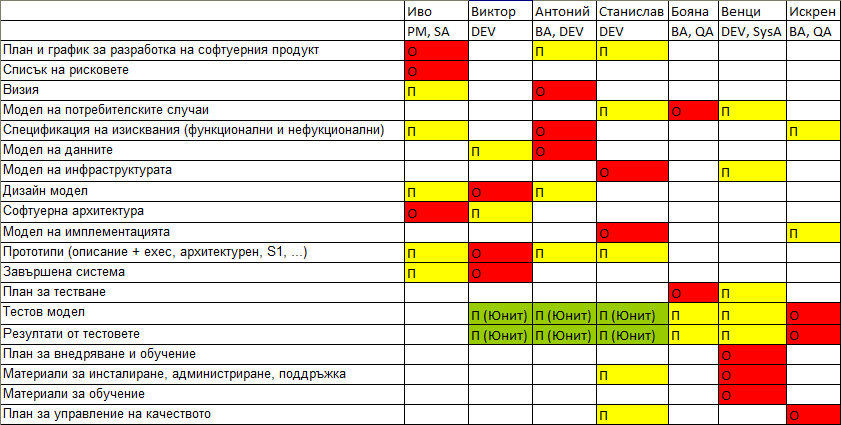 Иво Виктор Антоний Станислав Бояна Венци Искрен
PM, SA DEV BA, DEV DEV BA, QA DEV, SysA BA, QA
План и график за разработка на софтуерния продукт О П П
Списък на рисковете О
Визия П О
Модел на потребителските случаи П О П
Спецификация на изисквания (функционални и нефукционални) П О П
Модел на данните П О
Модел на инфраструктурата О П
Дизайн модел П О П
Софтуерна архитектура О П
Модел на имплементацията О П
Прототипи (описание + exec, архитектурен, S1, ...) П О П П
Завършена система П О
План за тестване О П
Тестов модел П (Юнит) П (Юнит) П (Юнит) П П О
Резултати от тестовете П (Юнит) П (Юнит) П (Юнит) П П О
План за внедряване и обучение О
Материали за инсталиране, администриране, поддръжка П О
Материали за обучение О
План за управление на качеството П О